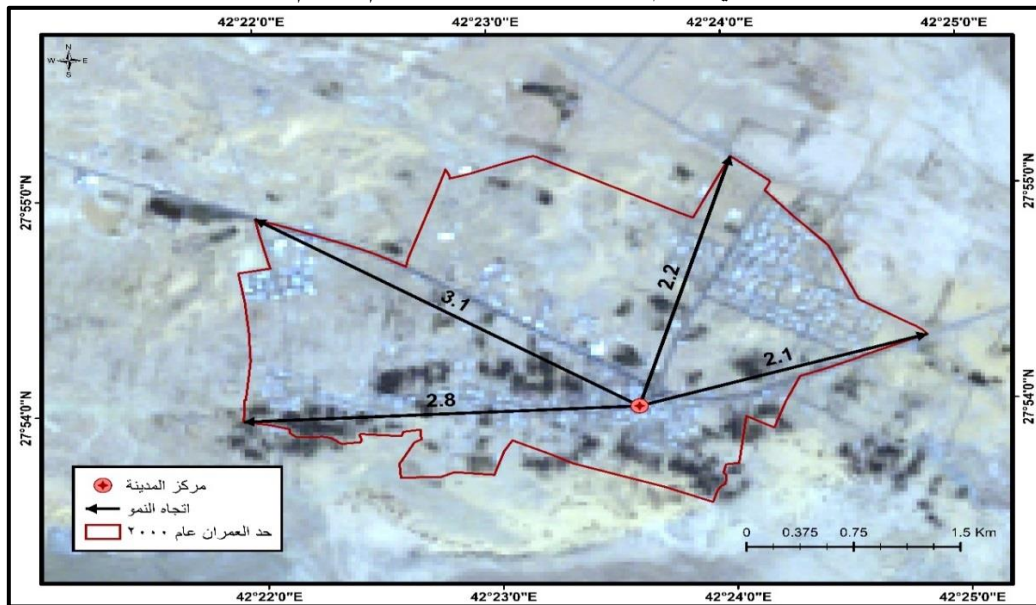 42°22'0"E 42°23'0"E 42°24'0"E 42°25'0"E
N
W E
S
27°55'0"N 27°55'0"N
3.1
2.2
2.1
2.8
27°54'0"N 27°54'0"N
مركز المدينة
اتجاه النمو
حد العمران عام ٢٠٠٠
0 0.375 0.75 1.5 Km
42°22'0"E 42°23'0"E 42°24'0"E 42°25'0"E